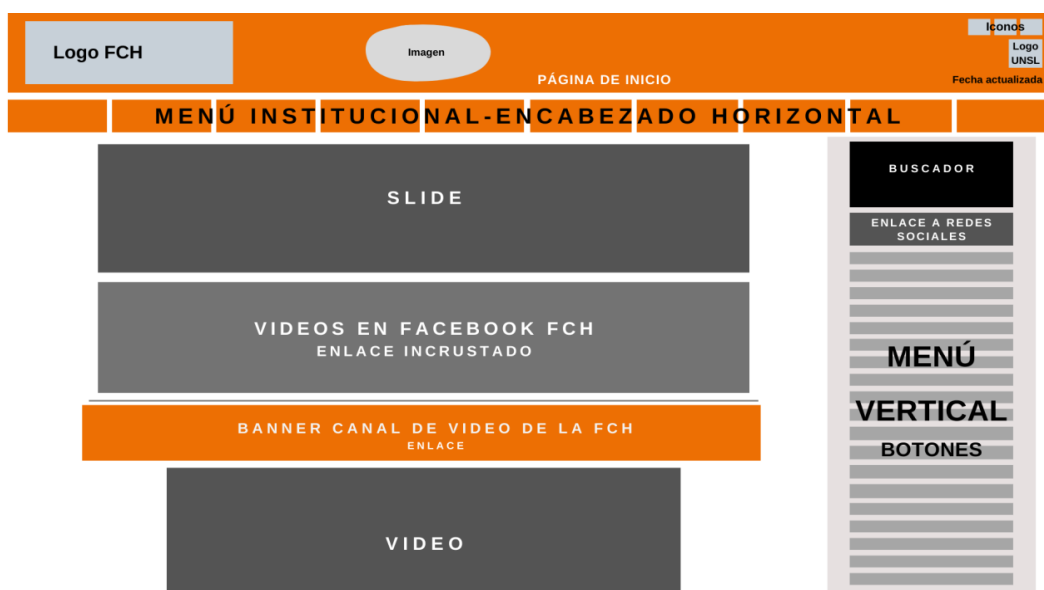 Logo FCH
Imagen
Iconos
Logo
UNSL
PÁGINA DE INICIO
Fecha actualizada
MENÚ INSTITUCIONAL-ENCABEZADO HORIZONTAL
SLIDE
VIDEOS EN FACEBOOK FCH
ENLACE INCRUSTADO
BANNER CANAL DE VIDEO DE LA FCH
ENLACE
VIDEO
BUSCADOR
ENLACE A REDES
SOCIALES
MENÚ
VERTICAL
BOTONES